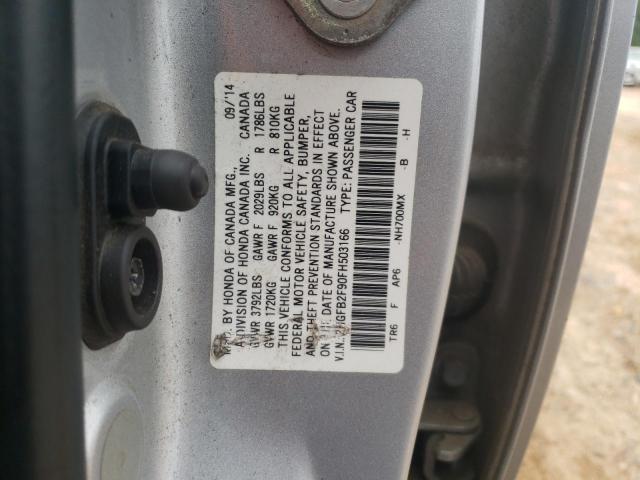 MFD. BY HONDA OF CANADA MFG., 09/'14
A DIVISION OF HONDA CANADA INC. CANADA
GVWR 3792LBS GAWR F 2029LBS R 1786LBS
GVWR 1720KG GAWR F 920KG R 810KG
THIS VEHICLE CONFORMS TO ALL APPLICABLE
FEDERAL MOTOR VEHICLE SAFETY, BUMPER,
AND THEFT PREVENTION STANDARDS IN EFFECT
ON THE DATE OF MANUFACTURE SHOWN ABOVE.
V.I.N. TYPE: PASSENGER CAR
TR6 F AP6 -NH700MX -B -H